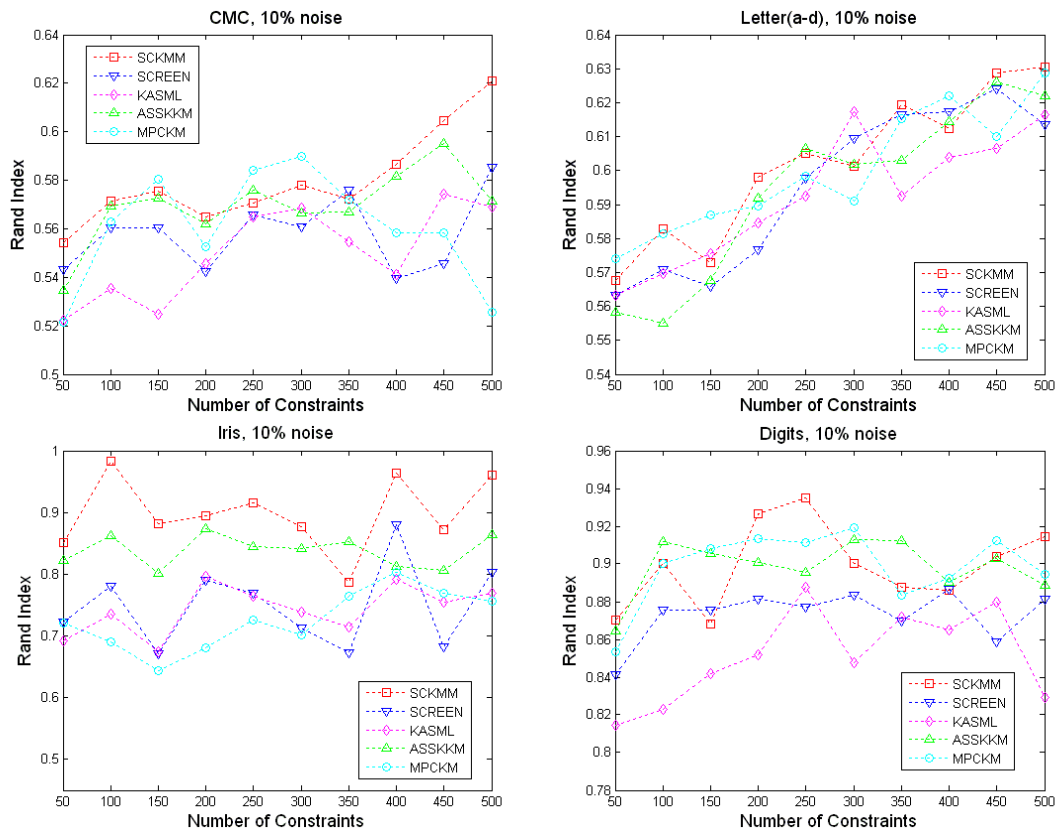 CMC, 10% noise
Rand Index
0.64
0.62
0.6
0.58
0.56
0.54
0.52
0.5
SCKMM
SCREEN
KASML
ASSKKM
MPCKM
50 100 150 200 250 300 350 400 450 500
Number of Constraints
Letter(a-d), 10% noise
Rand Index
0.64
0.63
0.62
0.61
0.6
0.59
0.58
0.57
0.56
0.55
0.54
SCKMM
SCREEN
KASML
ASSKKM
MPCKM
50 100 150 200 250 300 350 400 450 500
Number of Constraints
Iris, 10% noise
Rand Index
1
0.9
0.8
0.7
0.6
0.5
SCKMM
SCREEN
KASML
ASSKKM
MPCKM
50 100 150 200 250 300 350 400 450 500
Number of Constraints
Digits, 10% noise
Rand Index
0.96
0.94
0.92
0.9
0.88
0.86
0.84
0.82
0.8
0.78
SCKMM
SCREEN
KASML
ASSKKM
MPCKM
50 100 150 200 250 300 350 400 450 500
Number of Constraints